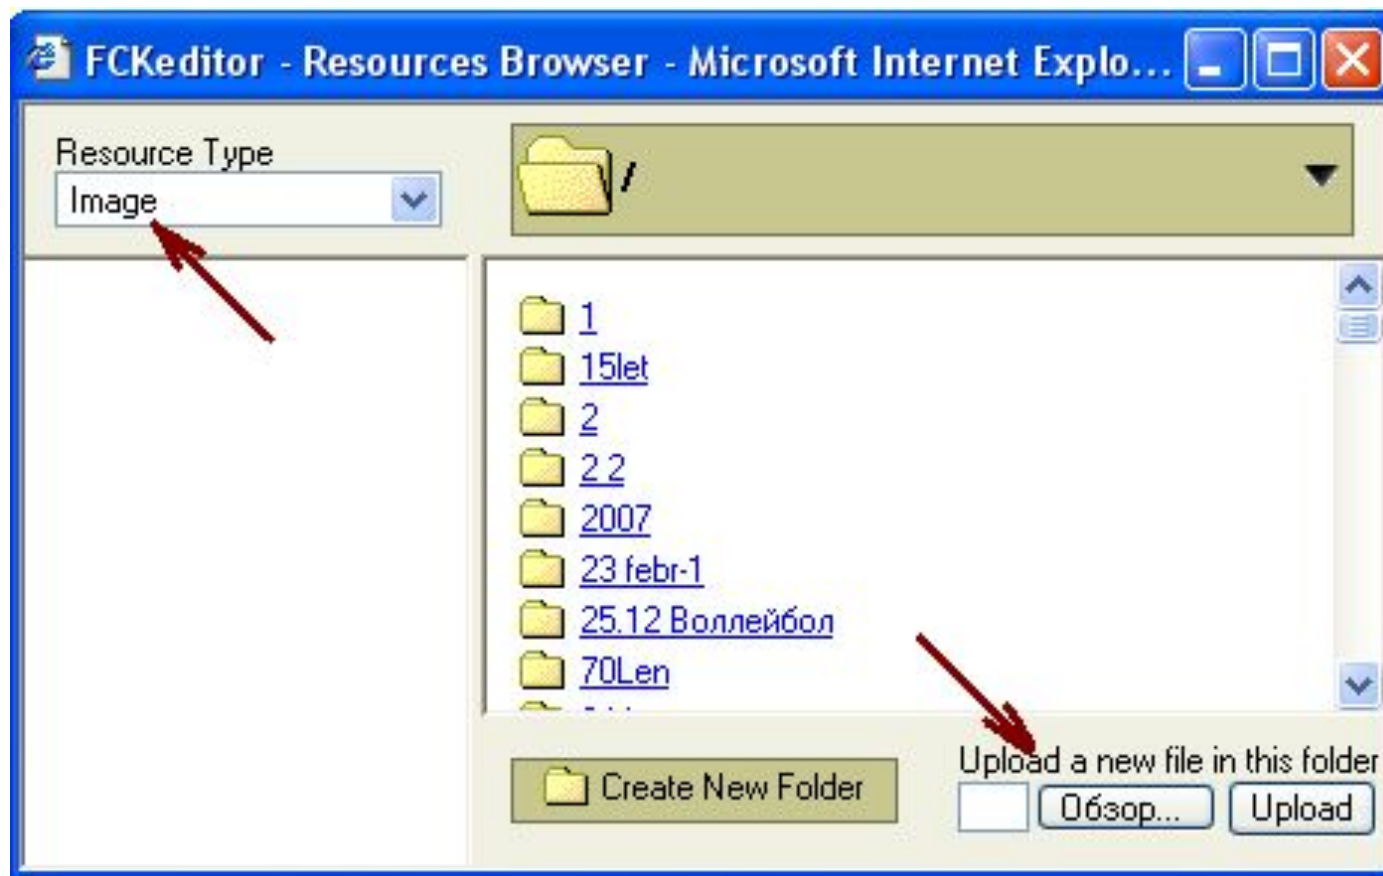 FCKeditor - Resources Browser - Microsoft Internet Explo...
Resource Type
Image
/
1
15let
2
2 2
2007
23 febr-1
25.12 Воллейбол
70Len
Create New Folder
Upload a new file in this folder
Обзор... Upload